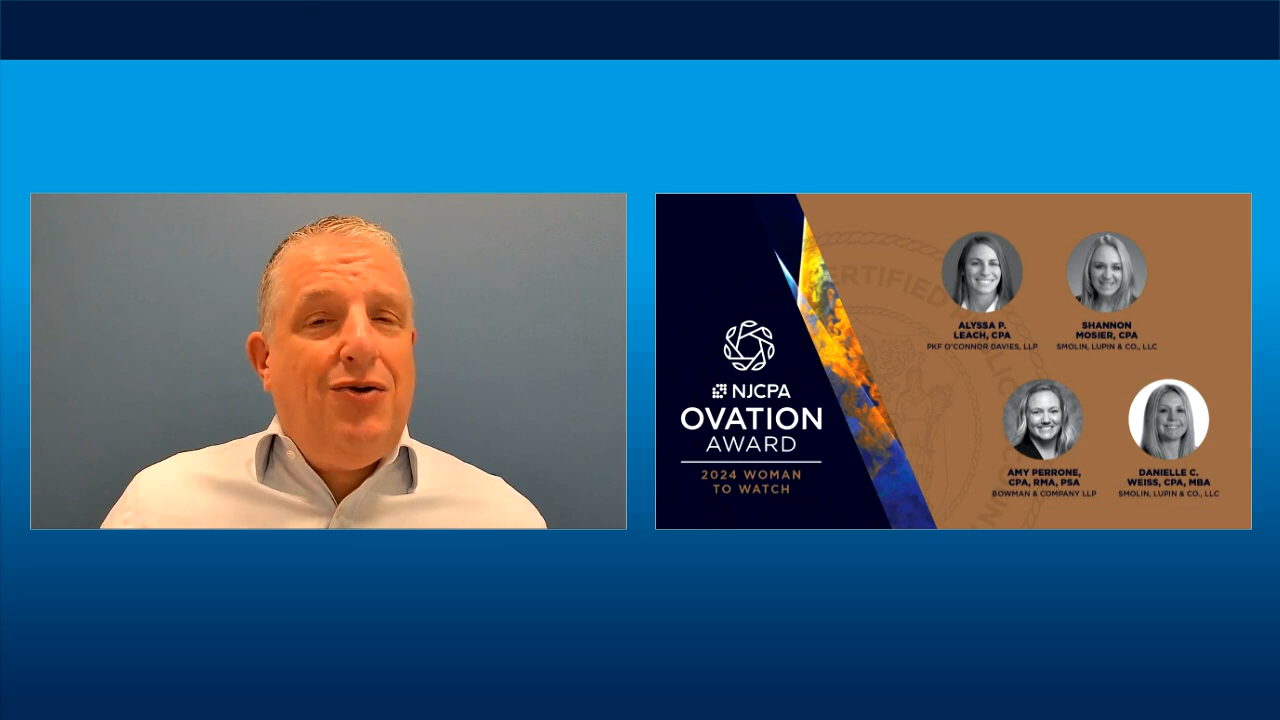 NJCPA
OVATION
AWARD
2024 WOMAN
TO WATCH
CERTIFIED
ALYSSA P.
LEACH, CPA
PKF O'CONNOR DAVIES, LLP
SHANNON
MOSIER, CPA
SMOLIN, LUPIN & CO., LLC
AMY PERRONE,
CPA, RMA, PSA
BOWMAN & COMPANY LLP
DANIELLE C.
WEISS, CPA, MBA
SMOLIN, LUPIN & CO., LLC